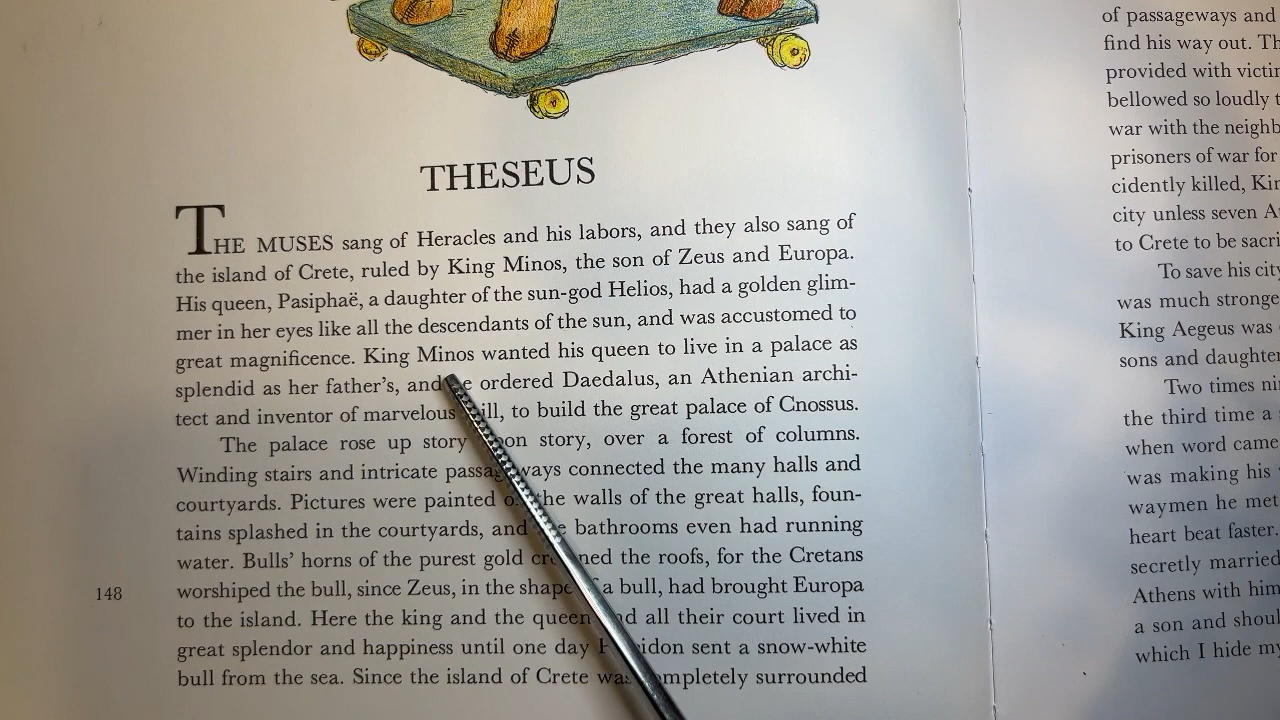 THESEUS
THE MUSES sang of Heracles and his labors, and they also sang of
the island of Crete, ruled by King Minos, the son of Zeus and Europa.
His queen, Pasiphaë, a daughter of the sun-god Helios, had a golden glim-
mer in her eyes like all the descendants of the sun, and was accustomed to
great magnificence. King Minos wanted his queen to live in a palace as
splendid as her father's, and ordered Daedalus, an Athenian archi-
tect and inventor of marvelous to build the great palace of Cnossus.
The palace rose up story story, over a forest of columns.
Winding stairs and intricate connected the many halls and
courtyards. Pictures were painted the walls of the great halls, foun-
tains splashed in the courtyards, and bathrooms even had running
water. Bulls' horns of the purest gold the roofs, for the Cretans
worshiped the bull, since Zeus, in the shape a bull, had brought Europa
to the island. Here the king and the queen all their court lived in
great splendor and happiness until one day sent a snow-white
bull from the sea. Since the island of Crete surrounded
148
of passageways and
find his way out.
provided with
bellowed so loudly
war with the
prisoners of war for
killed,
city unless seven
to Crete to be
To save his city
was much
King Aegeus was
sons and
Two times
the third time a
when word came
was making his
he met
heart beat faster.
secretly married
Athens with him
a son and
which I hide